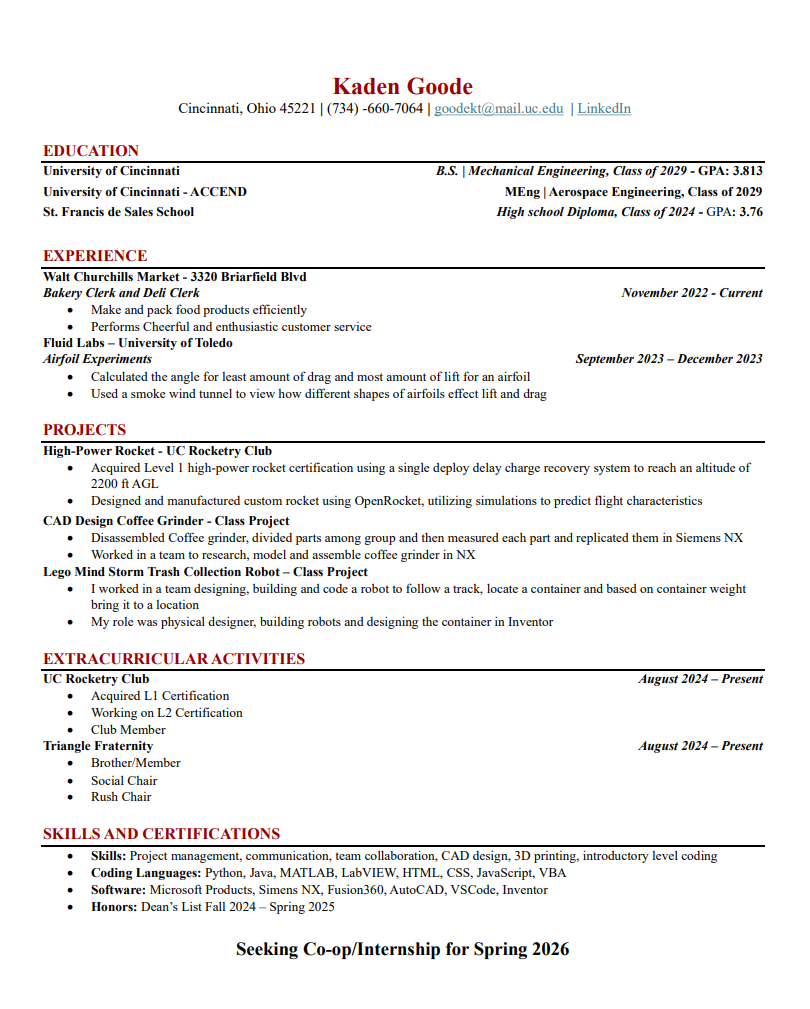 Kaden Goode
Cincinnati, Ohio 45221 | (734) -660-7064 | goodekt@mail.uc.edu | LinkedIn
EDUCATION
University of Cincinnati B.S. | Mechanical Engineering, Class of 2029 - GPA: 3.813
University of Cincinnati - ACCEND MEng | Aerospace Engineering, Class of 2029
St. Francis de Sales School High school Diploma, Class of 2024 - GPA: 3.76
EXPERIENCE
Walt Churchills Market - 3320 Briarfield Blvd
Bakery Clerk and Deli Clerk November 2022 - Current
• Make and pack food products efficiently
• Performs Cheerful and enthusiastic customer service
Fluid Labs – University of Toledo
Airfoil Experiments September 2023 – December 2023
• Calculated the angle for least amount of drag and most amount of lift for an airfoil
• Used a smoke wind tunnel to view how different shapes of airfoils effect lift and drag
PROJECTS
High-Power Rocket - UC Rocketry Club
• Acquired Level 1 high-power rocket certification using a single deploy delay charge recovery system to reach an altitude of
2200 ft AGL
• Designed and manufactured custom rocket using OpenRocket, utilizing simulations to predict flight characteristics
CAD Design Coffee Grinder - Class Project
• Disassembled Coffee grinder, divided parts among group and then measured each part and replicated them in Siemens NX
• Worked in a team to research, model and assemble coffee grinder in NX
Lego Mind Storm Trash Collection Robot – Class Project
• I worked in a team designing, building and code a robot to follow a track, locate a container and based on container weight
bring it to a location
• My role was physical designer, building robots and designing the container in Inventor
EXTRACURRICULAR ACTIVITIES
UC Rocketry Club August 2024 – Present
• Acquired L1 Certification
• Working on L2 Certification
• Club Member
Triangle Fraternity August 2024 – Present
• Brother/Member
• Social Chair
• Rush Chair
SKILLS AND CERTIFICATIONS
• Skills: Project management, communication, team collaboration, CAD design, 3D printing, introductory level coding
• Coding Languages: Python, Java, MATLAB, LabVIEW, HTML, CSS, JavaScript, VBA
• Software: Microsoft Products, Simens NX, Fusion360, AutoCAD, VSCode, Inventor
• Honors: Dean's List Fall 2024 – Spring 2025
Seeking Co-op/Internship for Spring 2026